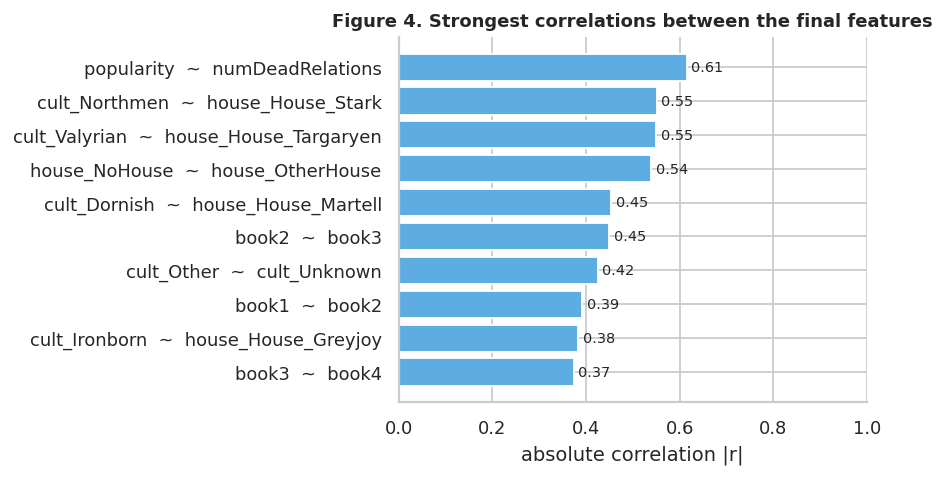 Figure 4. Strongest correlations between the final features
popularity ~ numDeadRelations 0.61
cult_Northmen ~ house_House_Stark 0.55
cult_Valyrian ~ house_House_Targaryen 0.55
house_NoHouse ~ house_OtherHouse 0.54
cult_Dornish ~ house_House_Martell 0.45
book2 ~ book3 0.45
cult_Other ~ cult_Unknown 0.42
book1 ~ book2 0.39
cult_Ironborn ~ house_House_Greyjoy 0.38
book3 ~ book4 0.37
0.0 0.2 0.4 0.6 0.8 1.0
absolute correlation |r|